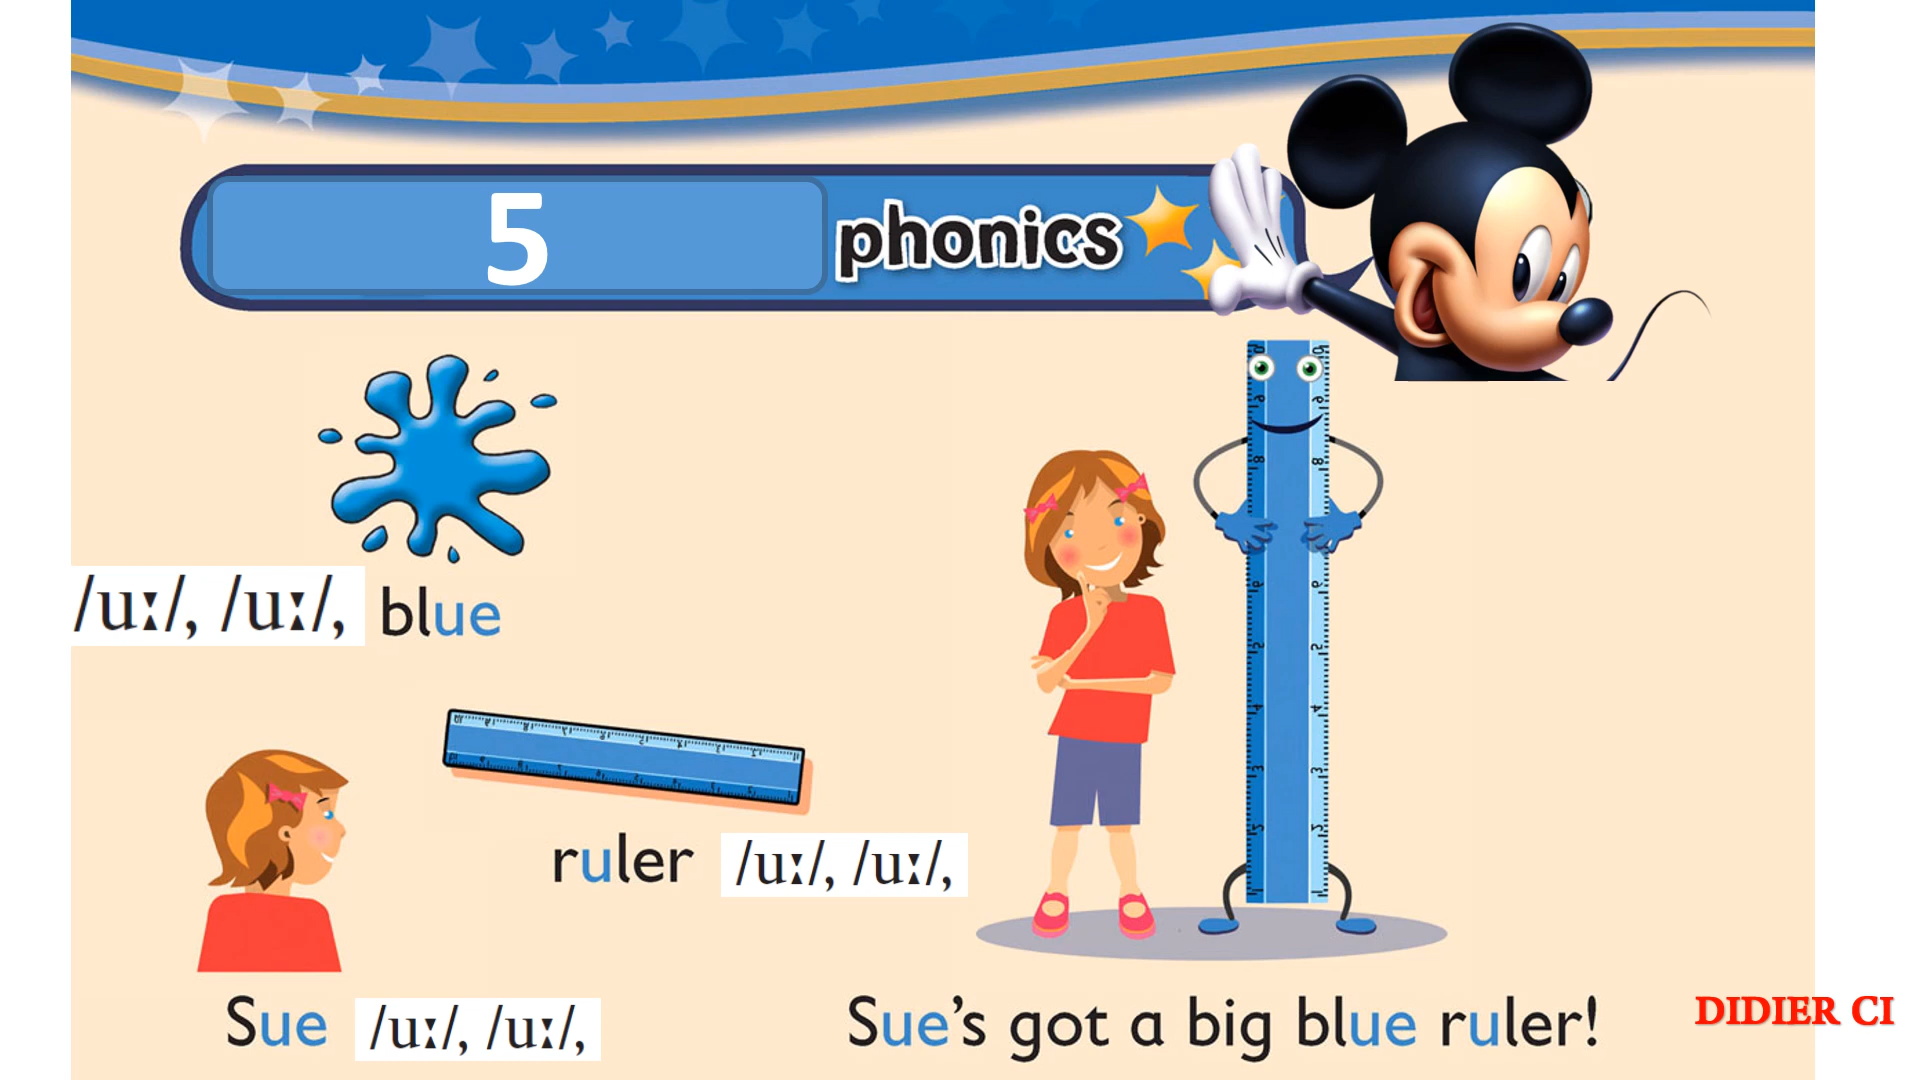 5 phonics
/uː/, /uː/, blue
ruler /uː/, /uː/,
Sue /uː/, /uː/,
Sue's got a big blue ruler!
DIDIER CI